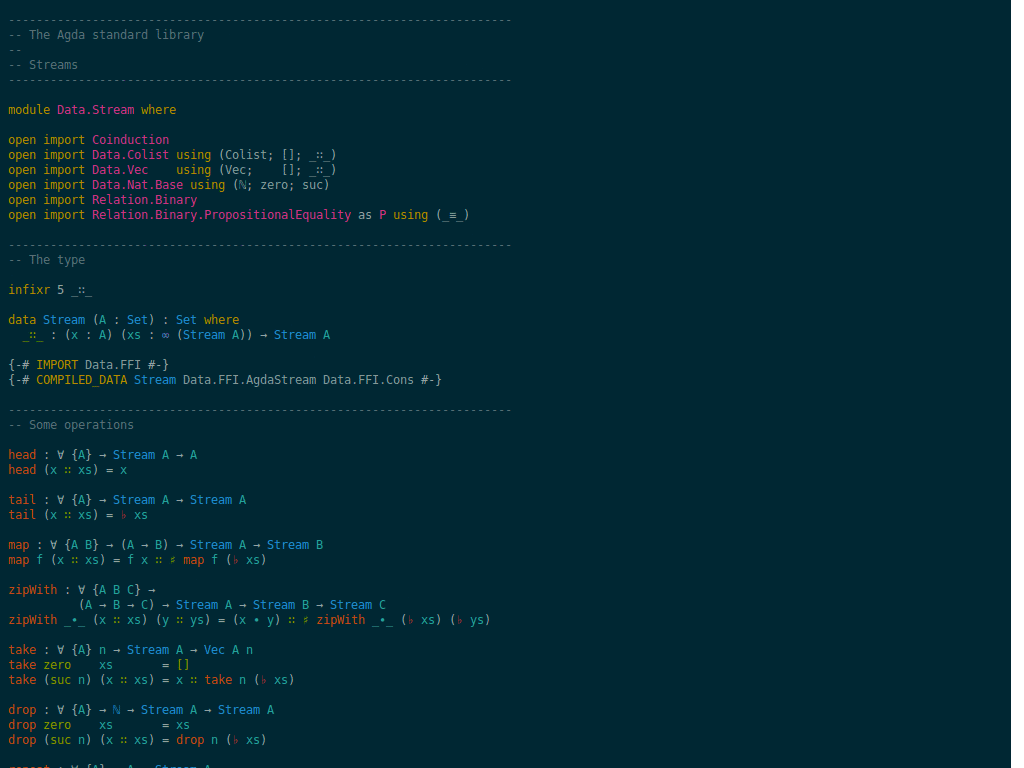 ------------------------------------------------------------------------
-- The Agda standard library
--
-- Streams
------------------------------------------------------------------------
module Data.Stream where
open import Coinduction
open import Data.Colist using (Colist; []; _∷_)
open import Data.Vec    using (Vec;    []; _∷_)
open import Data.Nat.Base using (ℕ; zero; suc)
open import Relation.Binary
open import Relation.Binary.PropositionalEquality as P using (_≡_)
------------------------------------------------------------------------
-- The type
infixr 5 _∷_
data Stream (A : Set) : Set where
  _∷_ : (x : A) (xs : ∞ (Stream A)) → Stream A
{-# IMPORT Data.FFI #-}
{-# COMPILED_DATA Stream Data.FFI.AgdaStream Data.FFI.Cons #-}
------------------------------------------------------------------------
-- Some operations
head : ∀ {A} → Stream A → A
head (x ∷ xs) = x
tail : ∀ {A} → Stream A → Stream A
tail (x ∷ xs) = ♭ xs
map : ∀ {A B} → (A → B) → Stream A → Stream B
map f (x ∷ xs) = f x ∷ ♯ map f (♭ xs)
zipWith : ∀ {A B C} →
          (A → B → C) → Stream A → Stream B → Stream C
zipWith _∙_ (x ∷ xs) (y ∷ ys) = (x ∙ y) ∷ ♯ zipWith _∙_ (♭ xs) (♭ ys)
take : ∀ {A} n → Stream A → Vec A n
take zero    xs       = []
take (suc n) (x ∷ xs) = x ∷ take n (♭ xs)
drop : ∀ {A} → ℕ → Stream A → Stream A
drop zero    xs       = xs
drop (suc n) (x ∷ xs) = drop n (♭ xs)
repeat : ∀ {A} → A → Stream A